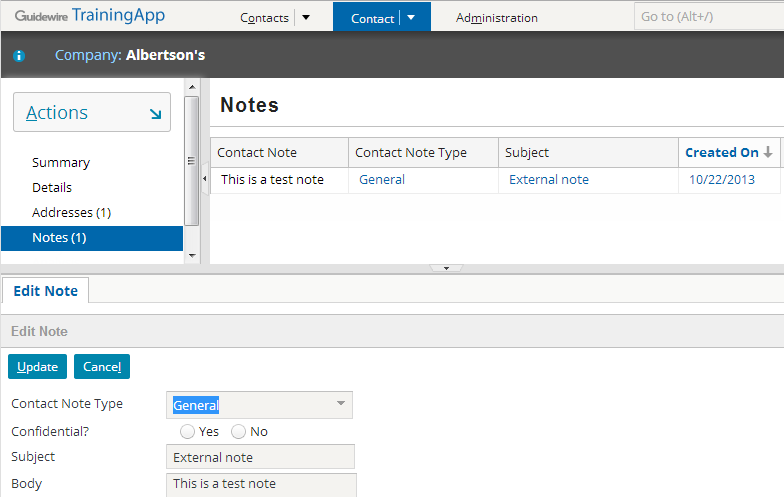 Guidewire TrainingApp Contacts Contact Administration Go to (Alt+/)
Company: Albertson's
Actions
Summary
Details
Addresses (1)
Notes (1)
Notes
Contact Note Contact Note Type Subject Created On
This is a test note General External note 10/22/2013
Edit Note
Edit Note
Update Cancel
Contact Note Type General
Confidential? Yes No
Subject External note
Body This is a test note